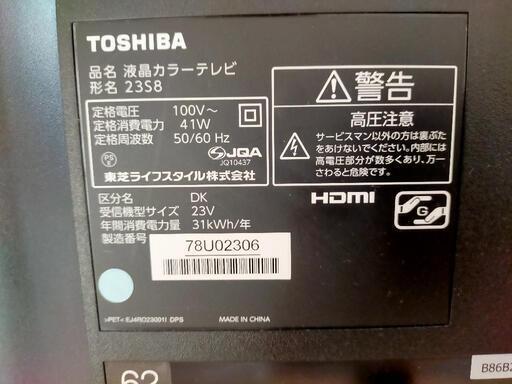 TOSHIBA
品名 液晶カラーテレビ
形名 23S8
定格電圧 100V～
定格消費電力 41W
定格周波数 50/60 Hz
PS
E
JQA
JQ10437
東芝ライフスタイル株式会社
区分名 DK
受信機型サイズ 23V
年間消費電力量 31kWh/年
製造番号
78U02306
>PET< EJ4RO23001I DPS
MADE IN CHINA
警告
高圧注意
サービスマン以外の方は裏ぶた
をあけないでください。内部には
高電圧部分が数多くあり、万一
さわると危険です。
HDMI
G
62